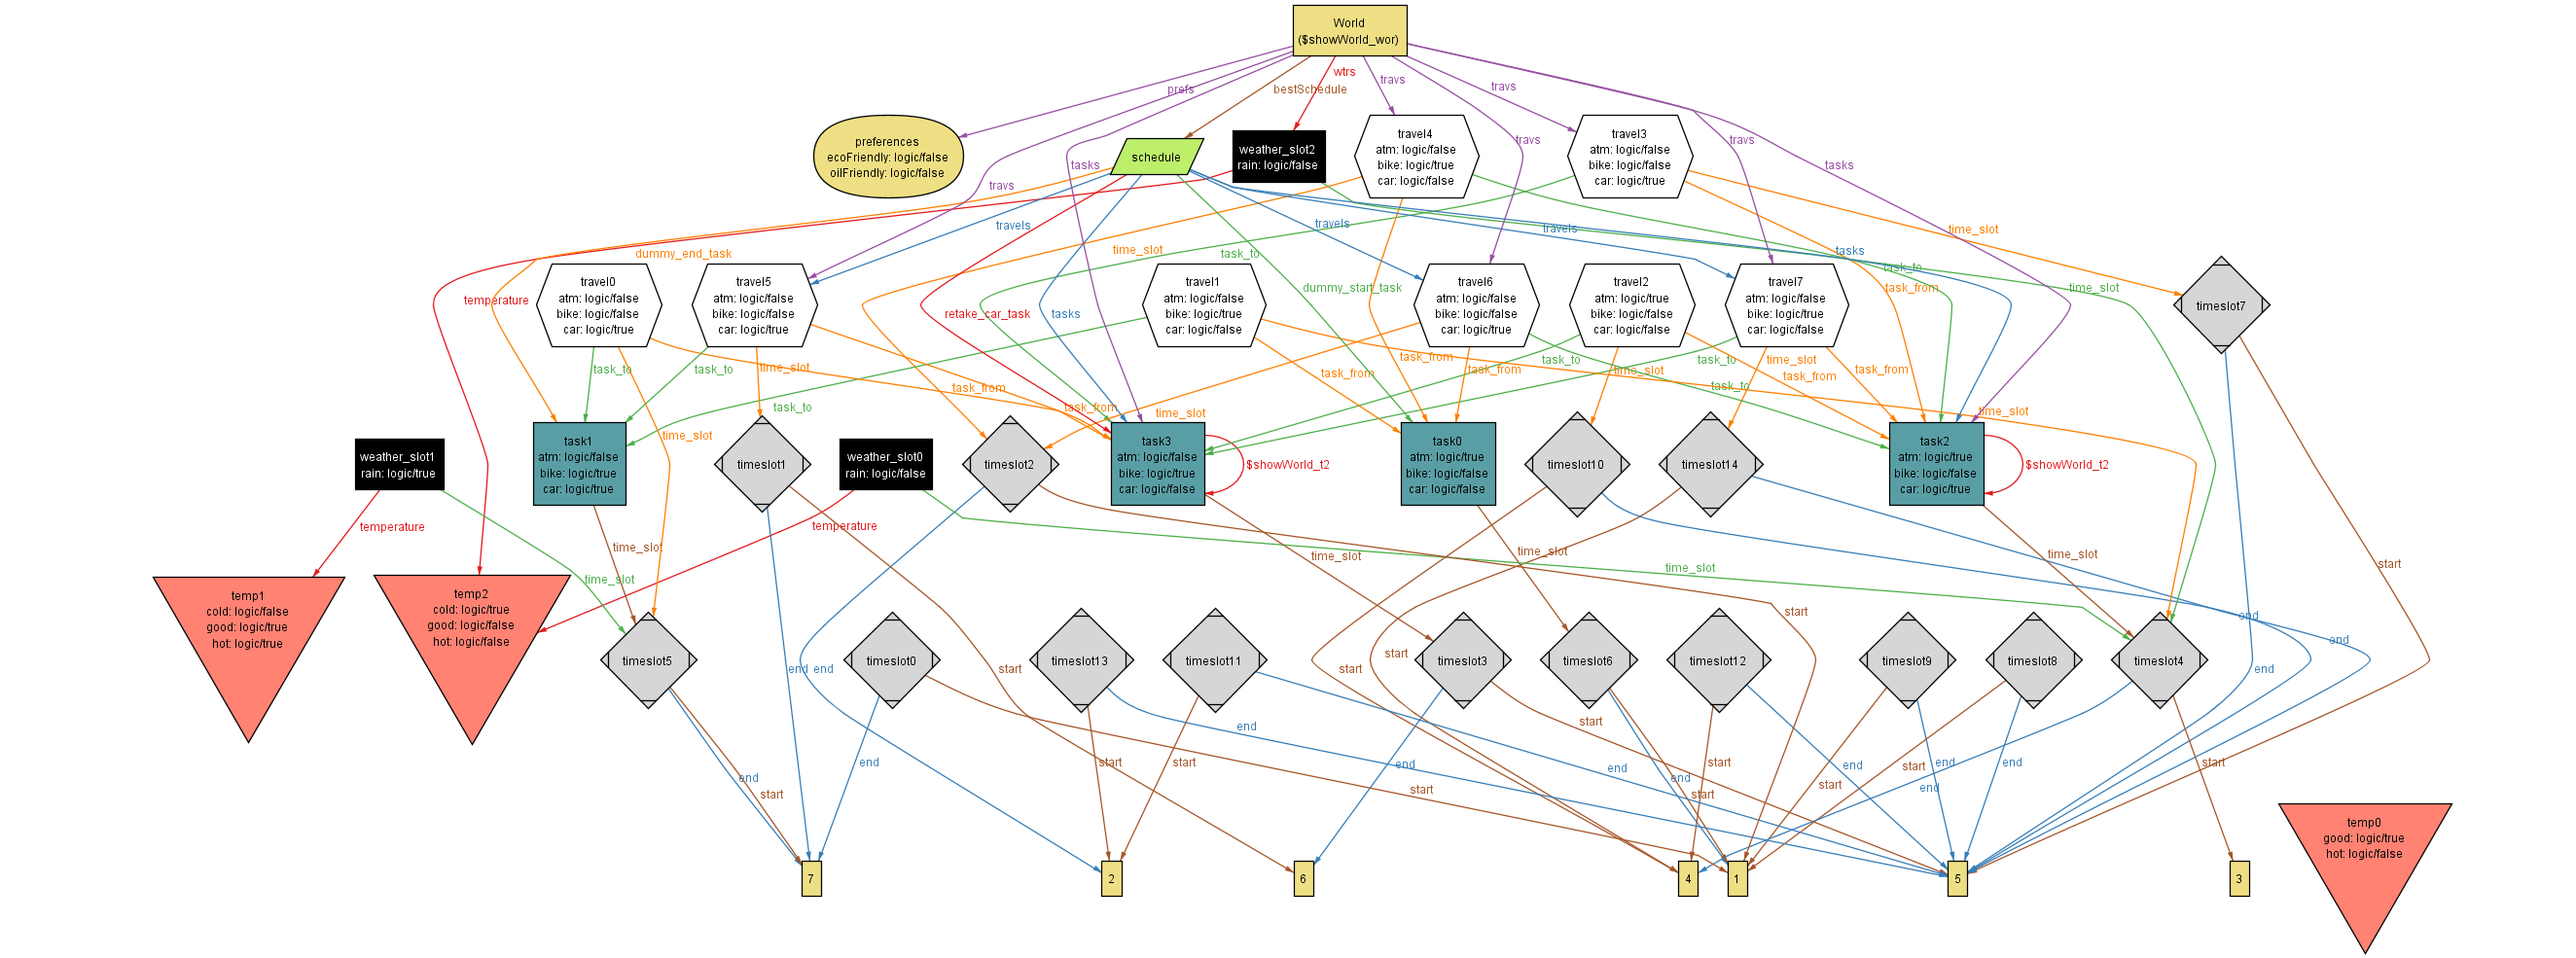 World
($showWorld_wor)
wtrs
travs
travs
prefs
bestSchedule
preferences
ecoFriendly: logic/false
oilFriendly: logic/false
schedule
weather_slot2
rain: logic/false
travel4
atm: logic/false
bike: logic/true
car: logic/false
travel3
atm: logic/false
bike: logic/false
car: logic/true
travs
travs
tasks
tasks
travs
travels
travels
travels
tasks
time_slot
dummy_end_task
time_slot
task_to
task_to
travel0
atm: logic/false
bike: logic/false
car: logic/true
travel5
atm: logic/false
bike: logic/false
car: logic/true
travel1
atm: logic/false
bike: logic/true
car: logic/false
travel6
atm: logic/false
bike: logic/false
car: logic/true
travel2
atm: logic/true
bike: logic/false
car: logic/false
travel7
atm: logic/false
bike: logic/true
car: logic/false
timeslot7
temperature
retake_car_task
tasks
dummy_start_task
task_from
time_slot
task_to
time_slot
task_to
task_from
task_from
task_from
time_slot
task_to
task_to
time_slot
task_from
task_to
task_from
task_to
task_from
time_slot
time_slot
time_slot
task1
atm: logic/false
bike: logic/true
car: logic/true
timeslot1
timeslot2
task3
atm: logic/false
bike: logic/true
car: logic/false
$showWorld_t2
task0
atm: logic/true
bike: logic/false
car: logic/false
timeslot10
timeslot14
task2
atm: logic/true
bike: logic/false
car: logic/true
$showWorld_t2
weather_slot1
rain: logic/true
weather_slot0
rain: logic/false
temperature
temperature
time_slot
time_slot
time_slot
time_slot
time_slot
time_slot
start
temp1
cold: logic/false
good: logic/true
hot: logic/true
temp2
cold: logic/true
good: logic/false
hot: logic/false
start
end
end
timeslot5
timeslot0
timeslot13
timeslot11
timeslot3
timeslot6
timeslot12
timeslot9
timeslot8
timeslot4
end
end
start
start
start
end
end
start
end
end
start
start
end
end
end
start
start
end
start
start
end
end
start
start
start
end
7
2
6
4
1
5
3
temp0
good: logic/true
hot: logic/false